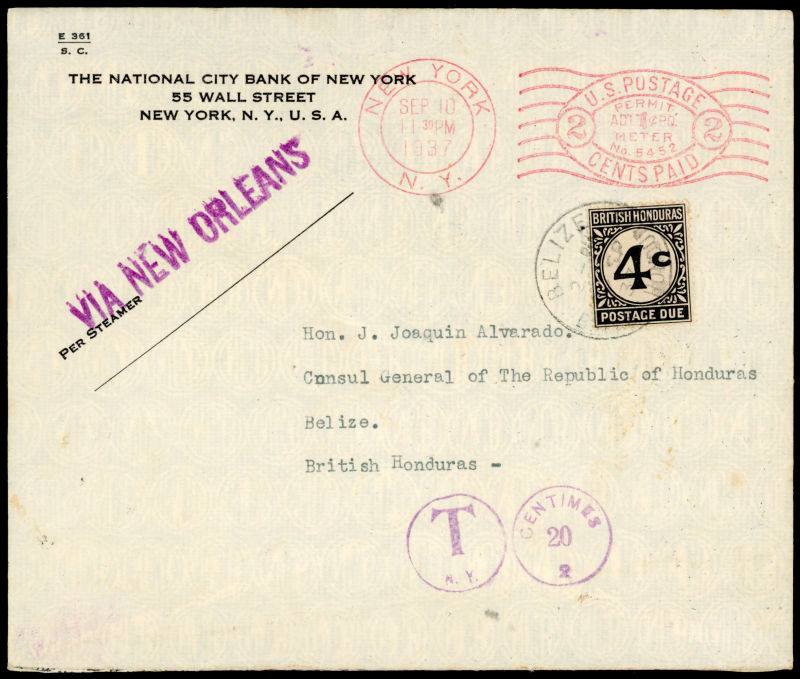 E 361
S. C.
THE NATIONAL CITY BANK OF NEW YORK
55 WALL STREET
NEW YORK, N. Y., U. S. A.
NEW YORK
SEP 10
11 30PM
1937
N. Y.
U.S. POSTAGE
PERMIT
METER
No. 5452
2
2
CENTS PAID
VIA NEW ORLEANS
PER STEAMER
BELIZE
BRITISH HONDURAS
4c
POSTAGE DUE
Hon. J. Joaquin Alvarado.
Consul General of The Republic of Honduras
Belize.
British Honduras -
T
N. Y.
CENTIMES
20
2